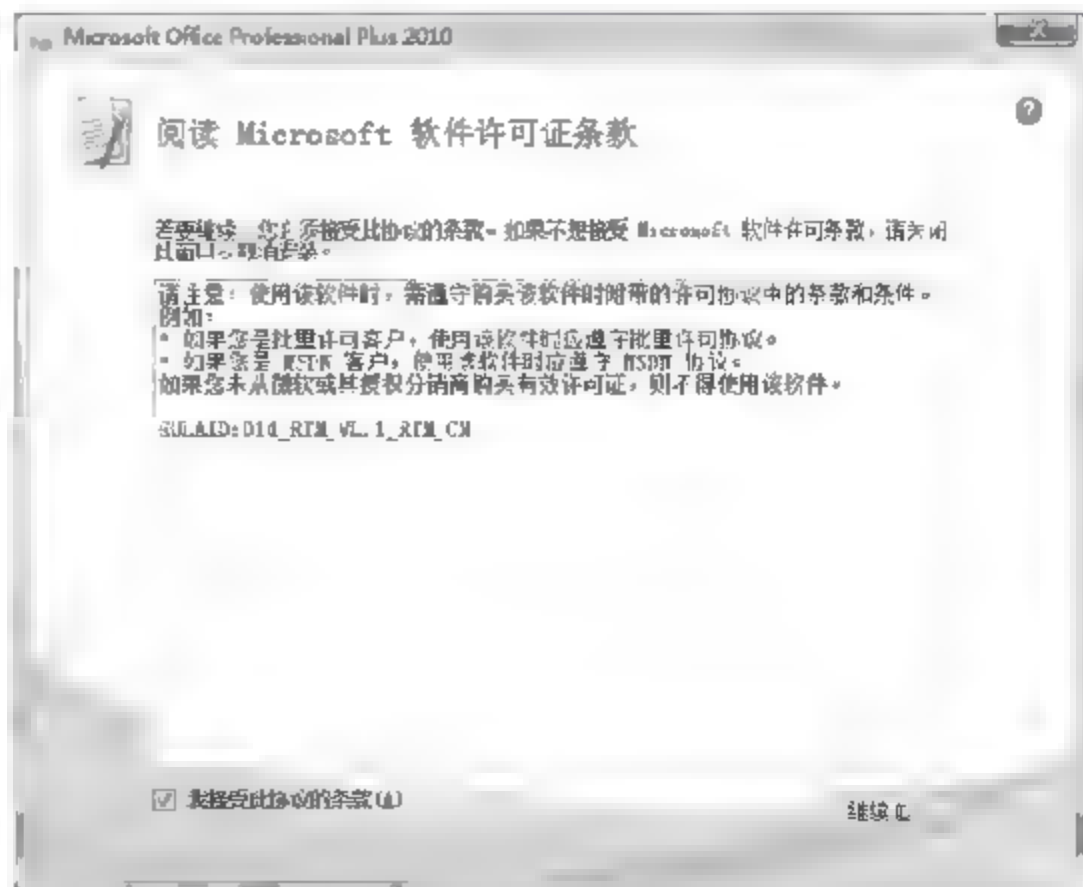 Microsoft Office Professional Plus 2010
阅读 Microsoft 软件许可证条款
若要继续 您必须接受此协议的条款。如果不想接受 Microsoft 软件许可条款，请关闭
此窗口
请注意：使用该软件时，需遵守购买该软件时附带的许可协议中的条款和条件。
例如：
• 如果您是批量许可客户，使用该软件时应遵守批量许可协议。
• 如果您是 MSDN 客户，使用该软件时应遵守 MSDN 协议。
如果您未从微软或其授权分销商购买有效许可证，则不得使用该软件。
EULAID:O14_RTM_VL.1_RTM_CN
我接受此协议的条款(A)
继续